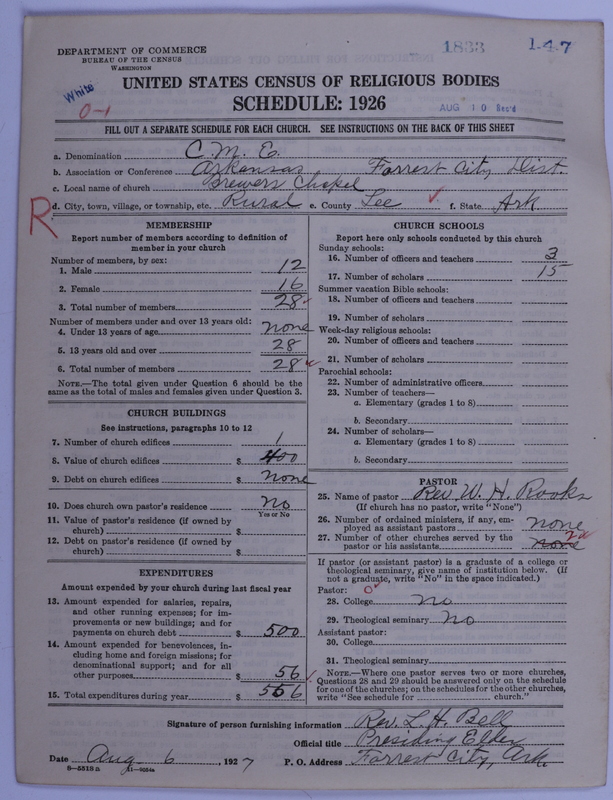 DEPARTMENT OF COMMERCE
BUREAU OF THE CENSUS
WASHINGTON
1833
1.4.7
White
0-1
UNITED STATES CENSUS OF RELIGIOUS BODIES
SCHEDULE: 1926
AUG 10 Rec'd
FILL OUT A SEPARATE SCHEDULE FOR EACH CHURCH. SEE INSTRUCTIONS ON THE BACK OF THIS SHEET
a. Denomination C. M. E.
b. Association or Conference Arkansas Forrest City Dist.
c. Local name of church Brewers Chapel
R
d. City, town, village, or township, etc. Rural e. County Lee f. State Ark.
MEMBERSHIP
Report number of members according to definition of
member in your church
Number of members, by sex:
1. Male 12
2. Female 16
3. Total number of members 28
Number of members under and over 13 years old:
4. Under 13 years of age none
5. 13 years old and over 28
6. Total number of members 28
NOTE.—The total given under Question 6 should be the
same as the total of males and females given under Question 3.
CHURCH BUILDINGS
See instructions, paragraphs 10 to 12
7. Number of church edifices 1
8. Value of church edifices $ 400
9. Debt on church edifices $ none
10. Does church own pastor's residence no
Yes or No
11. Value of pastor's residence (if owned by
church) $
12. Debt on pastor's residence (if owned by
church) $
EXPENDITURES
Amount expended by your church during last fiscal year
13. Amount expended for salaries, repairs,
and other running expenses; for im-
provements or new buildings; and for
payments on church debt $ 500
14. Amount expended for benevolences, in-
cluding home and foreign missions; for
denominational support; and for all
other purposes $ 56
15. Total expenditures during year $ 556
CHURCH SCHOOLS
Report here only schools conducted by this church
Sunday schools:
16. Number of officers and teachers 3
17. Number of scholars 15
Summer vacation Bible schools:
18. Number of officers and teachers
19. Number of scholars
Week-day religious schools:
20. Number of officers and teachers
21. Number of scholars
Parochial schools:
22. Number of administrative officers
23. Number of teachers—
a. Elementary (grades 1 to 8)
b. Secondary
24. Number of scholars—
a. Elementary (grades 1 to 8)
b. Secondary
PASTOR
25. Name of pastor Rev. W. H. Rooks
(If church has no pastor, write "None")
26. Number of ordained ministers, if any, em-
ployed as assistant pastors none
27. Number of other churches served by the
pastor or his assistants none
If pastor (or assistant pastor) is a graduate of a college or
theological seminary, give name of institution below. (If
not a graduate, write "No" in the space indicated.)
Pastor: 0
28. College no
29. Theological seminary no
Assistant pastor:
30. College
31. Theological seminary
NOTE.—Where one pastor serves two or more churches,
Questions 28 and 29 should be answered only on the schedule
for one of the churches; on the schedules for the other churches,
write "See schedule for church."
Signature of person furnishing information Rev. L. H. Bell
Official title Presiding Elder
Date Aug 6, 1927 P. O. Address Forrest City, Ark.